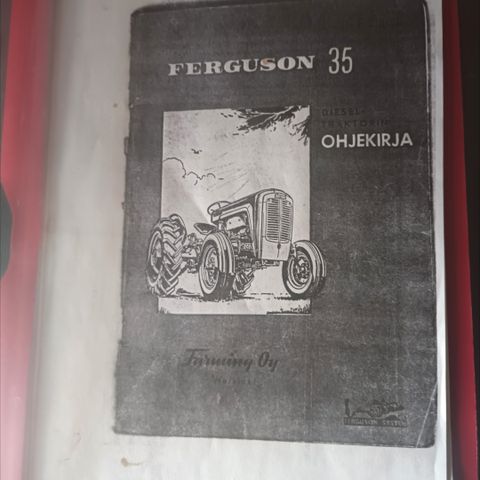 FERGUSON 35
DIESEL-
TRAKTORIN
OHJEKIRJA
Farming Oy
FERGUSON SYSTEM